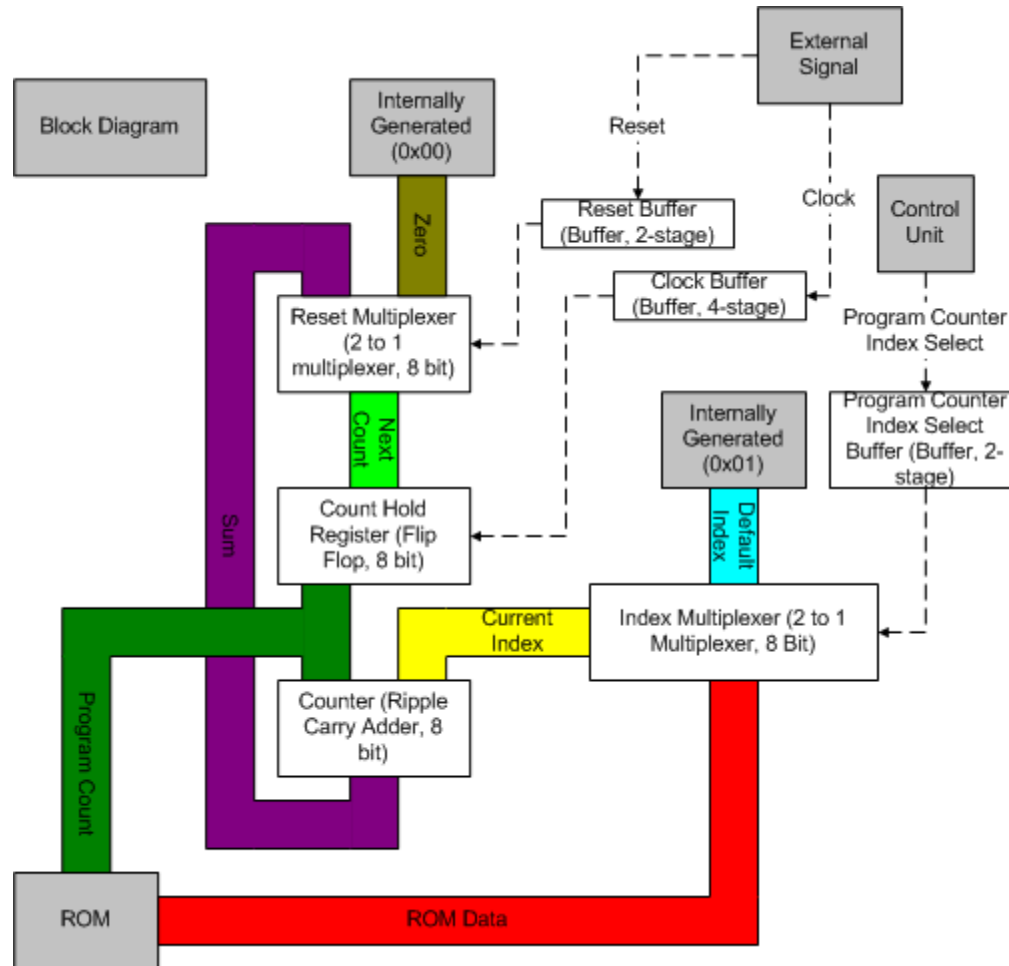 External
Signal
Block Diagram
Internally
Generated
(0x00)
Reset
Clock
Control
Unit
Zero
Reset Buffer
(Buffer, 2-stage)
Clock Buffer
(Buffer, 4-stage)
Reset Multiplexer
(2 to 1
multiplexer, 8 bit)
Program Counter
Index Select
Next
Count
Internally
Generated
(0x01)
Program Counter
Index Select
Buffer (Buffer, 2-
stage)
Sum
Count Hold
Register (Flip
Flop, 8 bit)
Default
Index
Current
Index
Index Multiplexer (2 to 1
Multiplexer, 8 Bit)
Program Count
Counter (Ripple
Carry Adder, 8
bit)
ROM
ROM Data